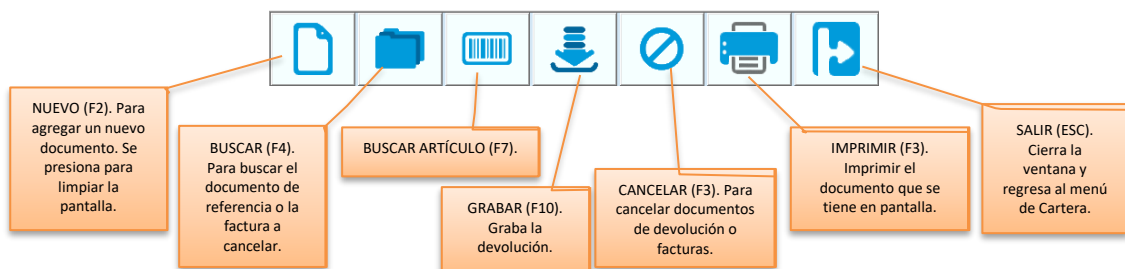 NUEVO (F2). Para
agregar un nuevo
documento. Se
presiona para
limpiar la
pantalla.
BUSCAR (F4).
Para buscar el
documento de
referencia o la
factura a
cancelar.
BUSCAR ARTÍCULO (F7).
GRABAR (F10).
Graba la
devolución.
CANCELAR (F3). Para
cancelar documentos
de devolución o
facturas.
IMPRIMIR (F3).
Imprimir el
documento que se
tiene en pantalla.
SALIR (ESC).
Cierra la
ventana y
regresa al menú
de Cartera.